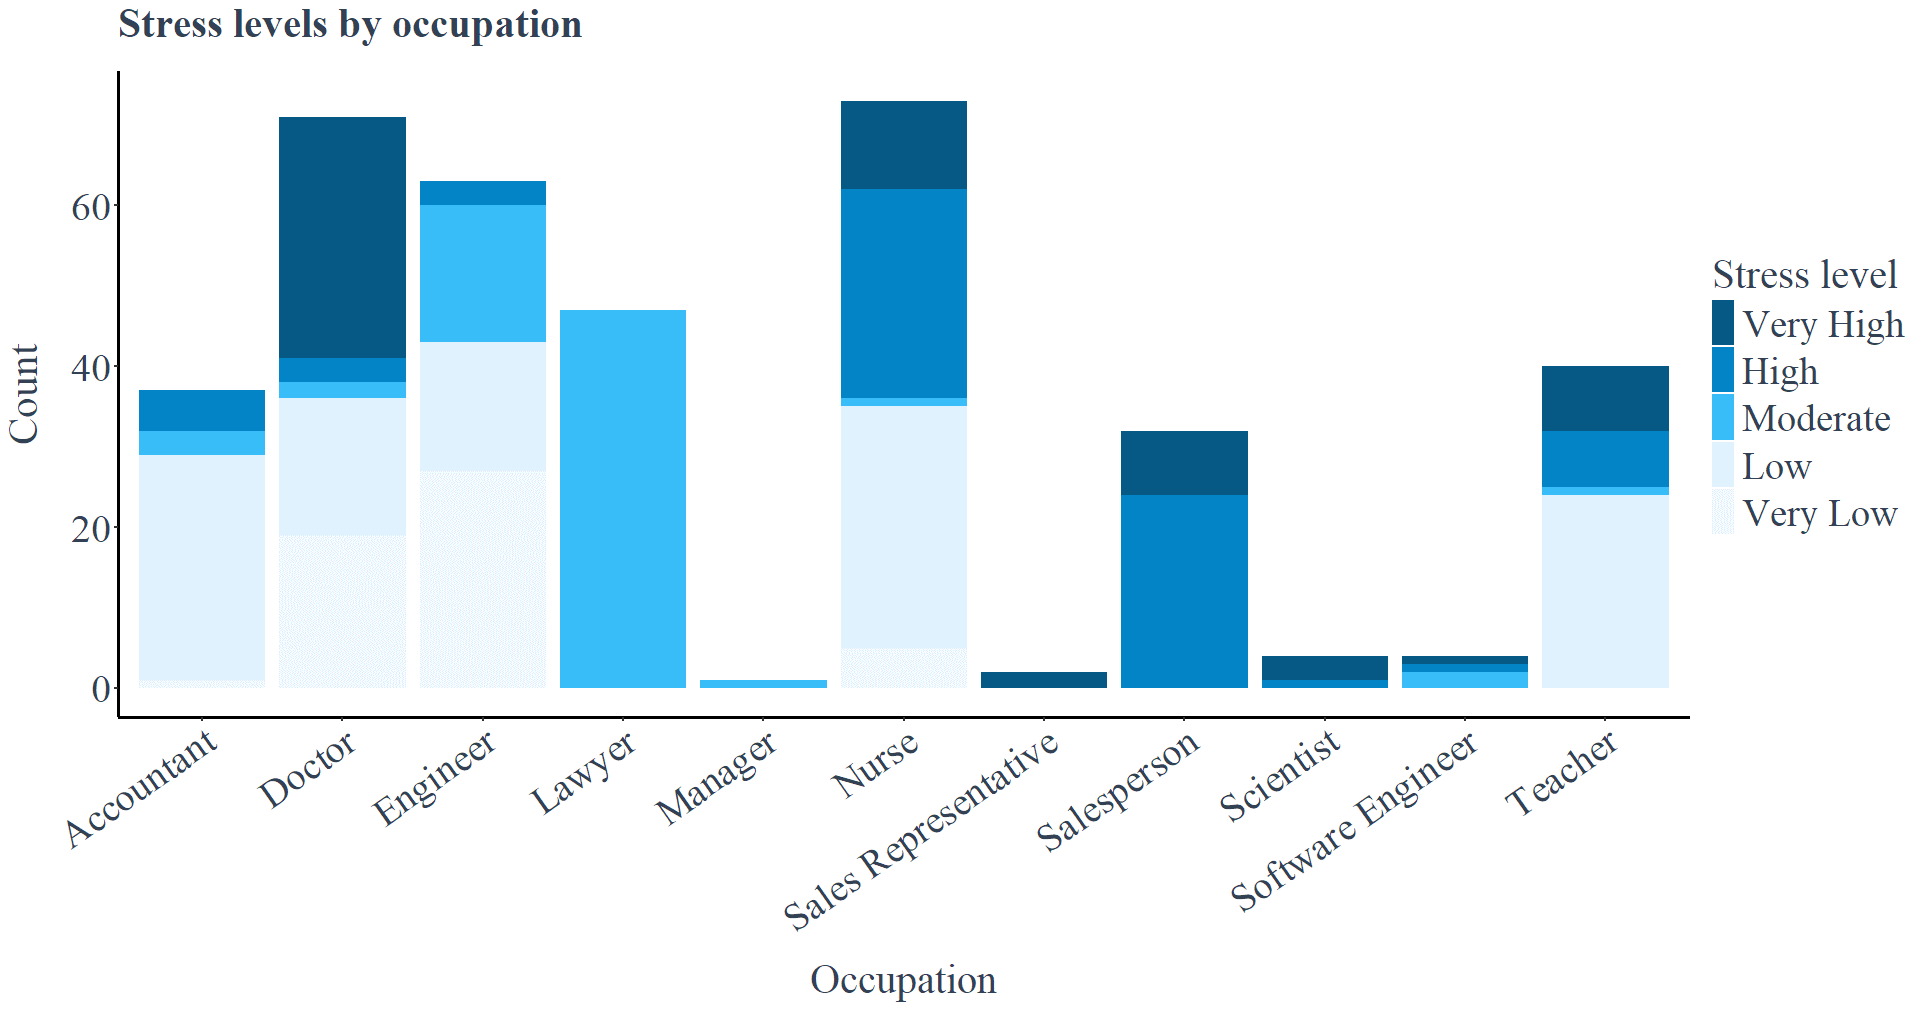 Stress levels by occupation
Count
60
40
20
0
Accountant
Doctor
Engineer
Lawyer
Manager
Nurse
Sales Representative
Salesperson
Scientist
Software Engineer
Teacher
Occupation
Stress level
Very High
High
Moderate
Low
Very Low